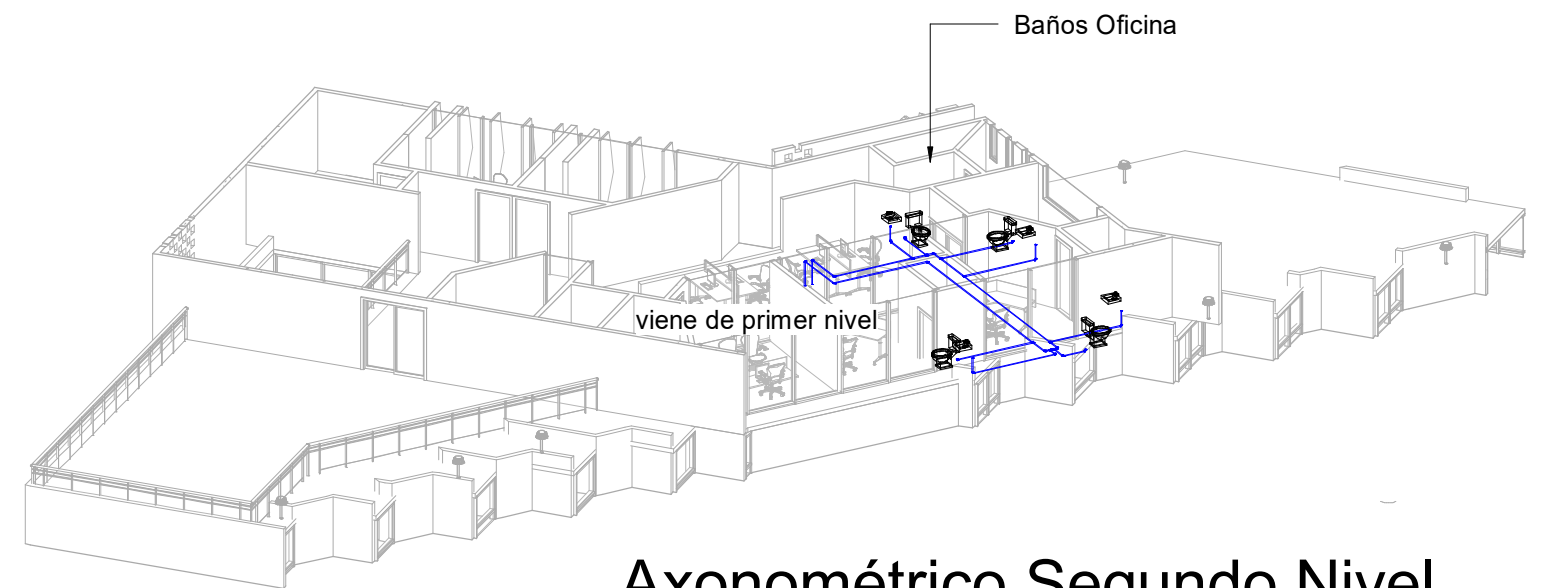 Baños Oficina
viene de primer nivel
Axonométrico Segundo Nivel